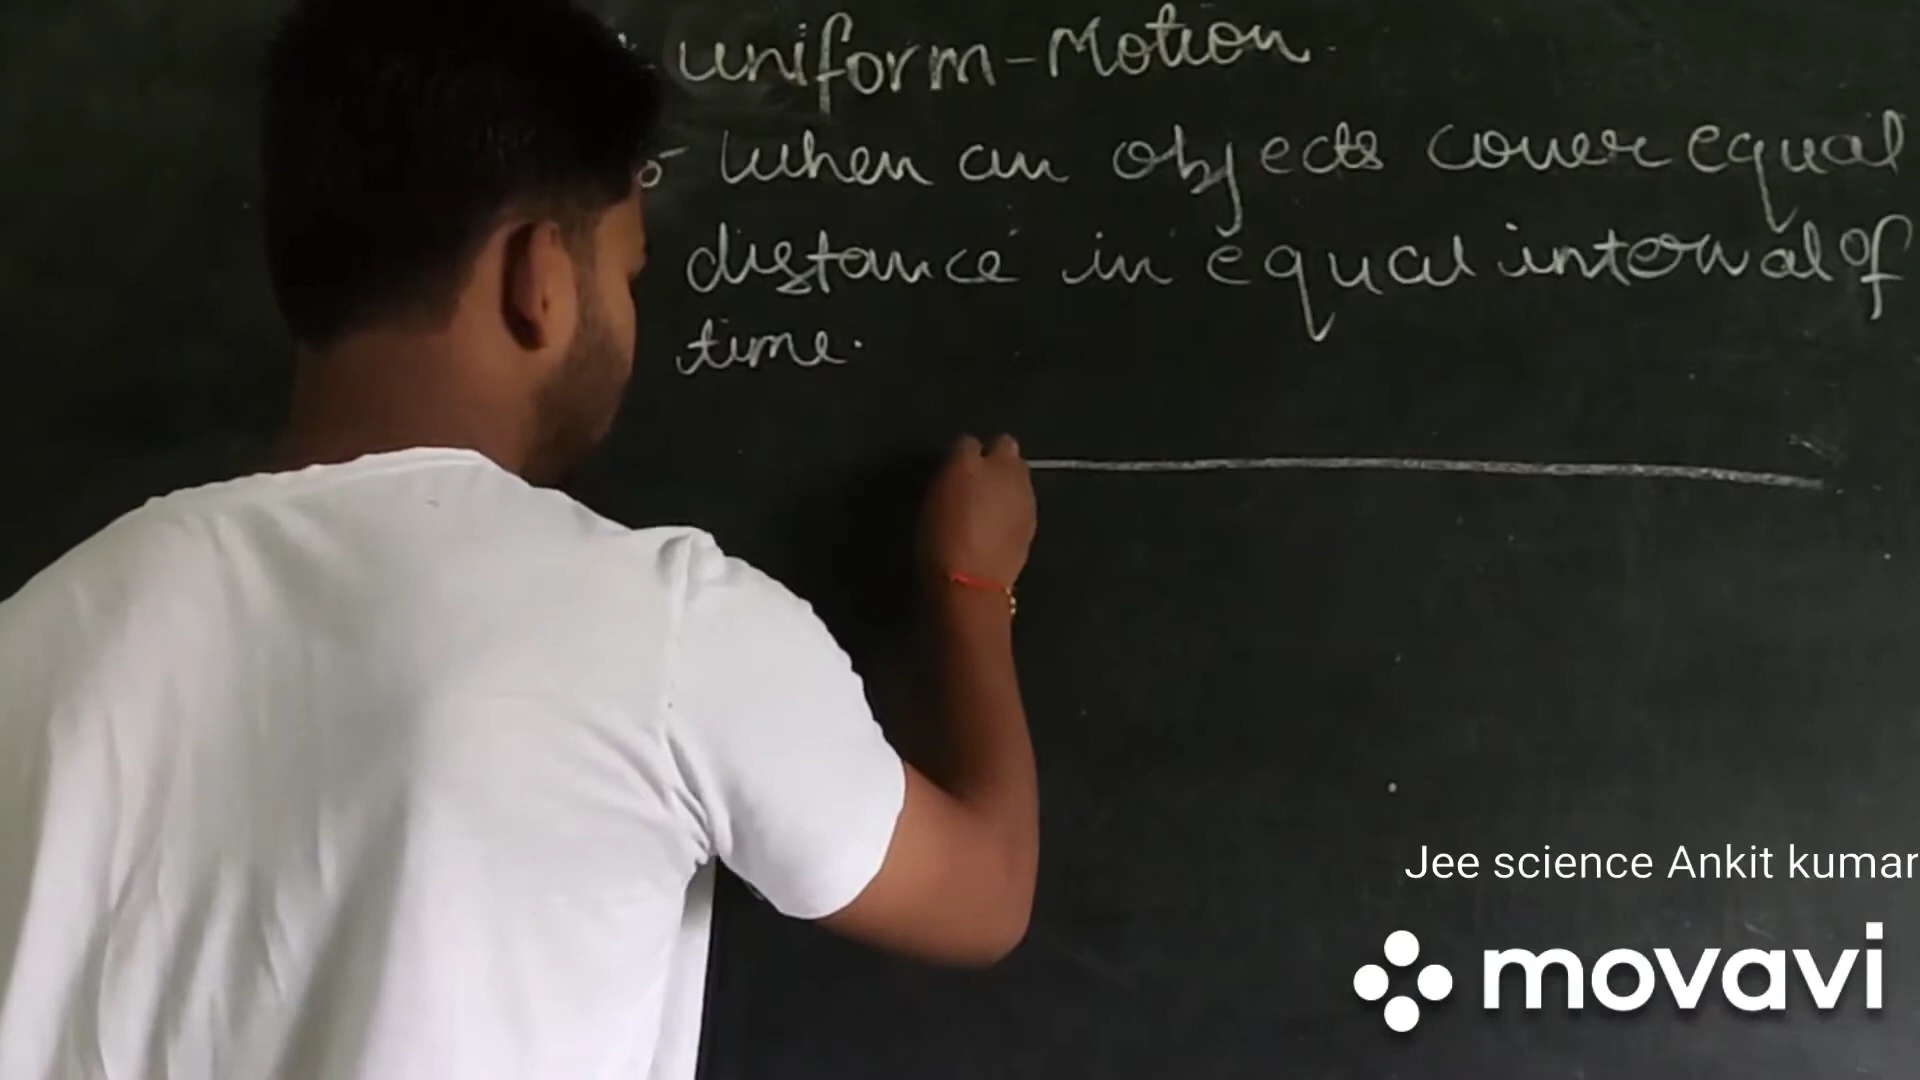 uniform-Motion.
When an objects cover equal
distance in equal interval of
time.
Jee science Ankit kumar
movavi